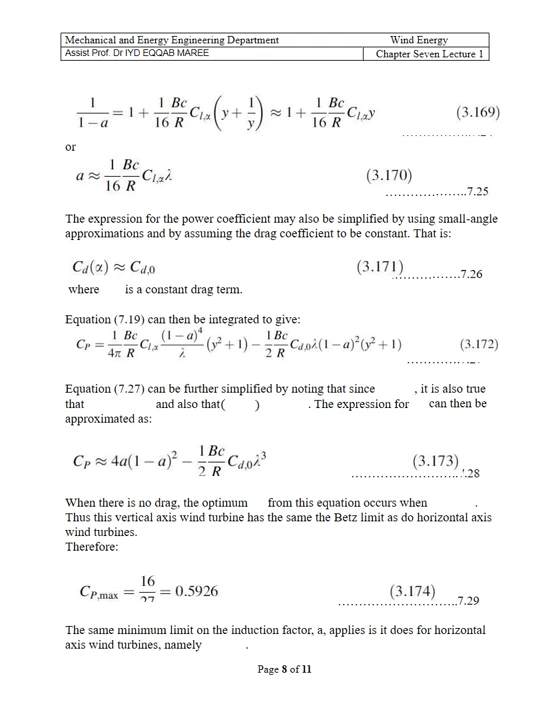 Mechanical and Energy Engineering Department Wind Energy
Assist Prof. Dr IYD EQQAB MAREE Chapter Seven Lecture 1
1/(1−a) = 1 + (1/16)(Bc/R) C_{l,α} (y + 1/y) ≈ 1 + (1/16)(Bc/R) C_{l,α} y (3.169)
or
a ≈ (1/16)(Bc/R) C_{l,α} λ (3.170) ....................7.25
The expression for the power coefficient may also be simplified by using small-angle
approximations and by assuming the drag coefficient to be constant. That is:
C_d(α) ≈ C_{d,0} (3.171) ................7.26
where is a constant drag term.
Equation (7.19) can then be integrated to give:
C_P = (1/4π)(Bc/R) C_{l,α} ((1−a)^4/λ)(y² + 1) − (1/2)(Bc/R) C_{d,0} λ(1−a)²(y² + 1) (3.172)
Equation (7.27) can be further simplified by noting that since , it is also true
that and also that( ) . The expression for can then be
approximated as:
C_P ≈ 4a(1−a)² − (1/2)(Bc/R) C_{d,0} λ³ (3.173) ....................7.28
When there is no drag, the optimum from this equation occurs when .
Thus this vertical axis wind turbine has the same the Betz limit as do horizontal axis
wind turbines.
Therefore:
C_{P,max} = 16/27 = 0.5926 (3.174) ............................7.29
The same minimum limit on the induction factor, a, applies is it does for horizontal
axis wind turbines, namely .
Page 8 of 11